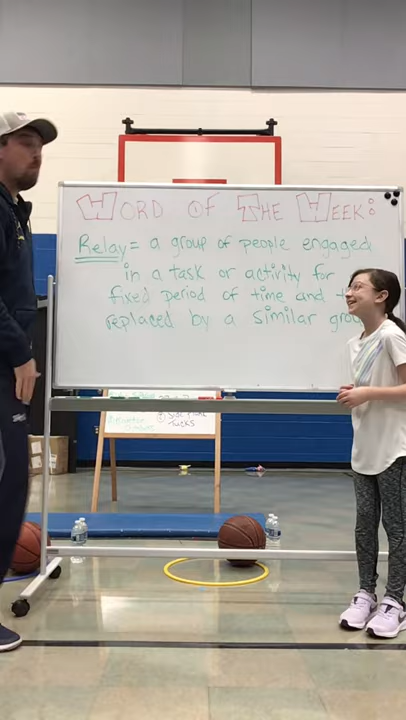 WORD OF THE WEEK:
Relay = a group of people engaged
in a task or activity for
fixed period of time and
replaced by a similar